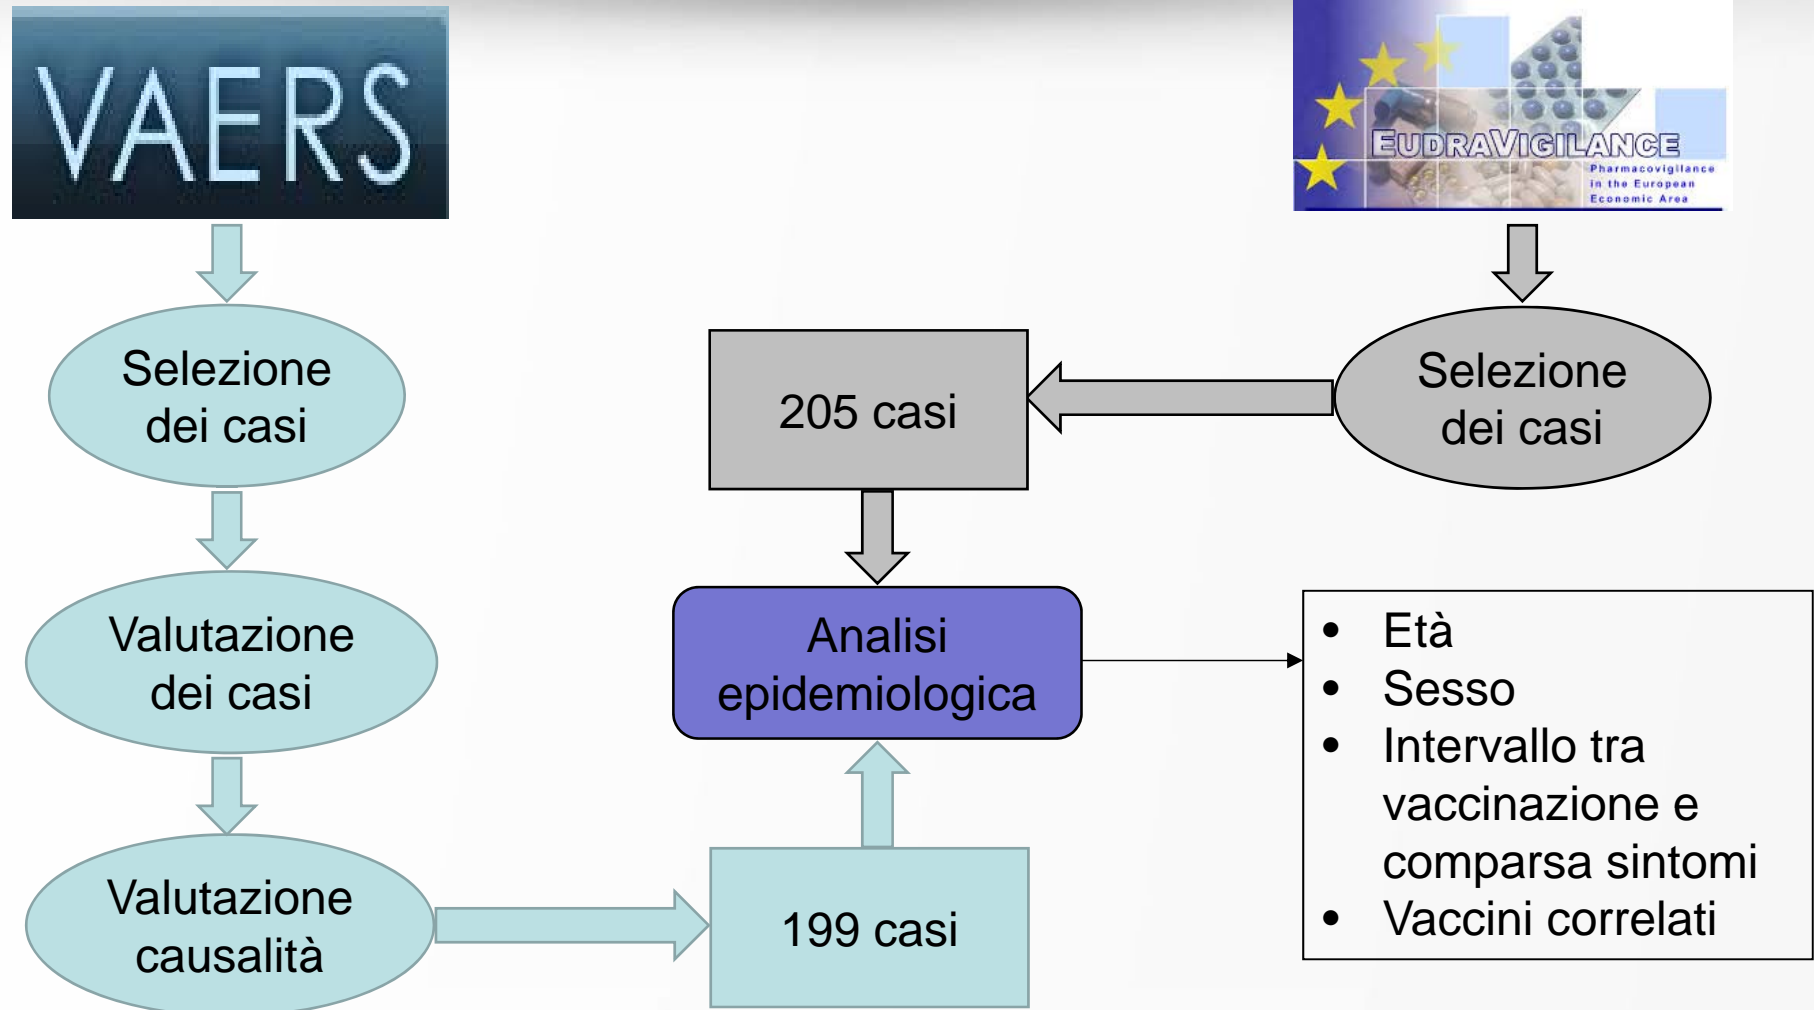 VAERS
EUDRAVIGILANCE
Pharmacovigilance
in the European
Economic Area
Selezione
dei casi
205 casi
Selezione
dei casi
Valutazione
dei casi
Analisi
epidemiologica
• Età
• Sesso
• Intervallo tra
vaccinazione e
comparsa sintomi
• Vaccini correlati
Valutazione
causalità
199 casi